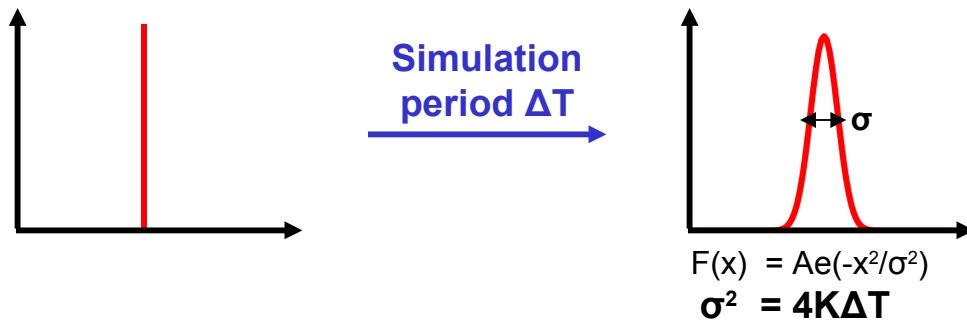 Simulation
period ΔT
σ
F(x) = Ae(-x²/σ²)
σ² = 4KΔT